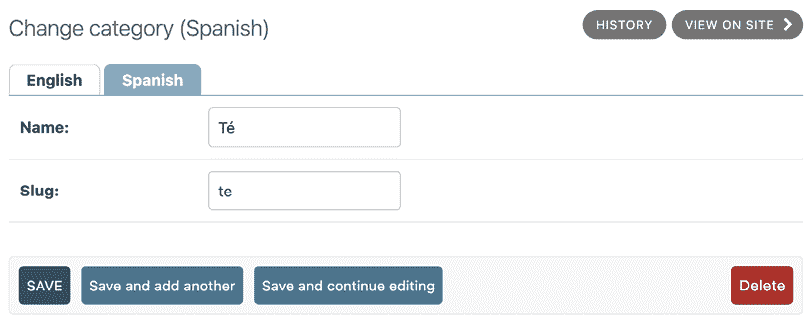 Change category (Spanish)
HISTORY
VIEW ON SITE
English
Spanish
Name:
Té
Slug:
te
SAVE
Save and add another
Save and continue editing
Delete